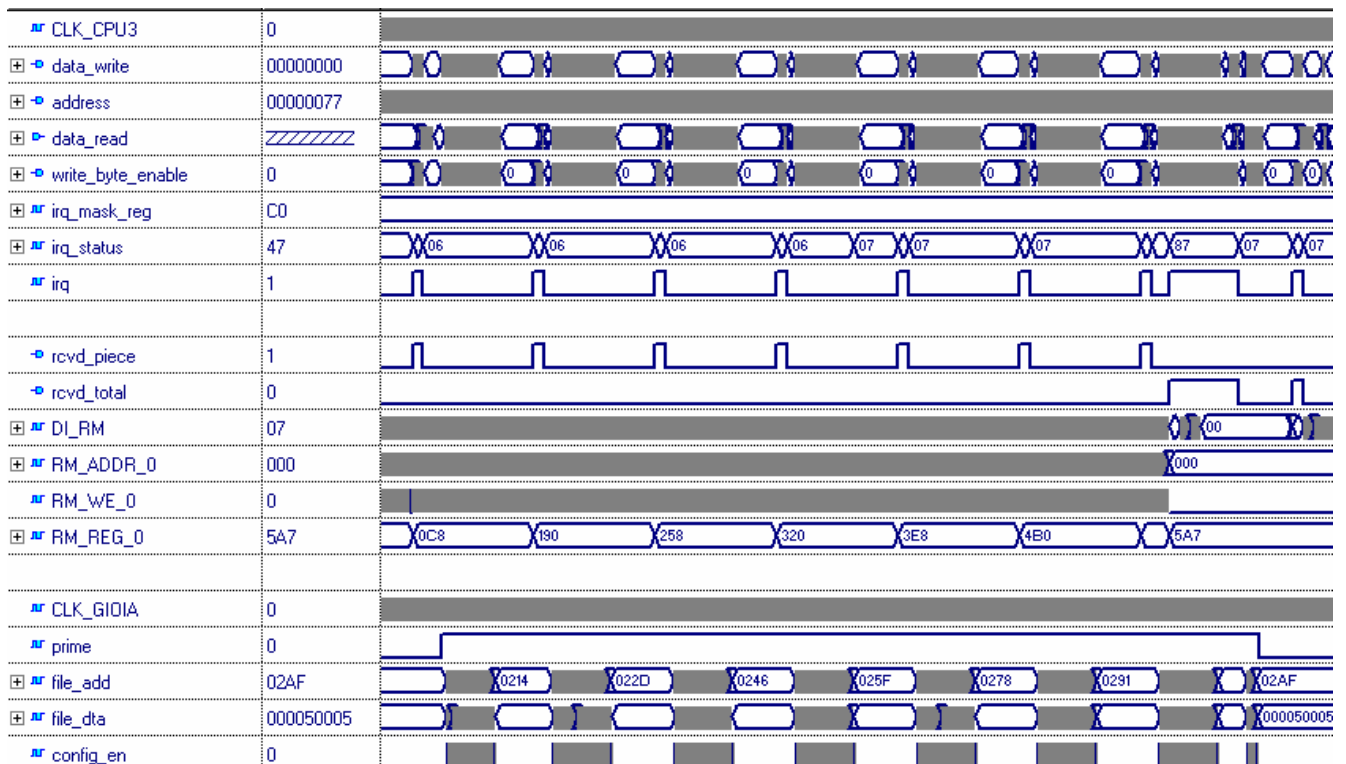 CLK_CPU3 0
data_write 00000000
address 00000077
data_read
write_byte_enable 0 0 0 0 0 0 0 0 0
irq_mask_reg C0
irq_status 47 06 06 06 06 07 07 07 87 07 07
irq 1
rcvd_piece 1
rcvd_total 0
DI_RM 07 00
RM_ADDR_0 000 000
RM_WE_0 0
RM_REG_0 5A7 0C8 190 258 320 3E8 4B0 5A7
CLK_GIOIA 0
prime 0
file_add 02AF 0214 022D 0246 025F 0278 0291 02AF
file_dta 000050005 000050005
config_en 0